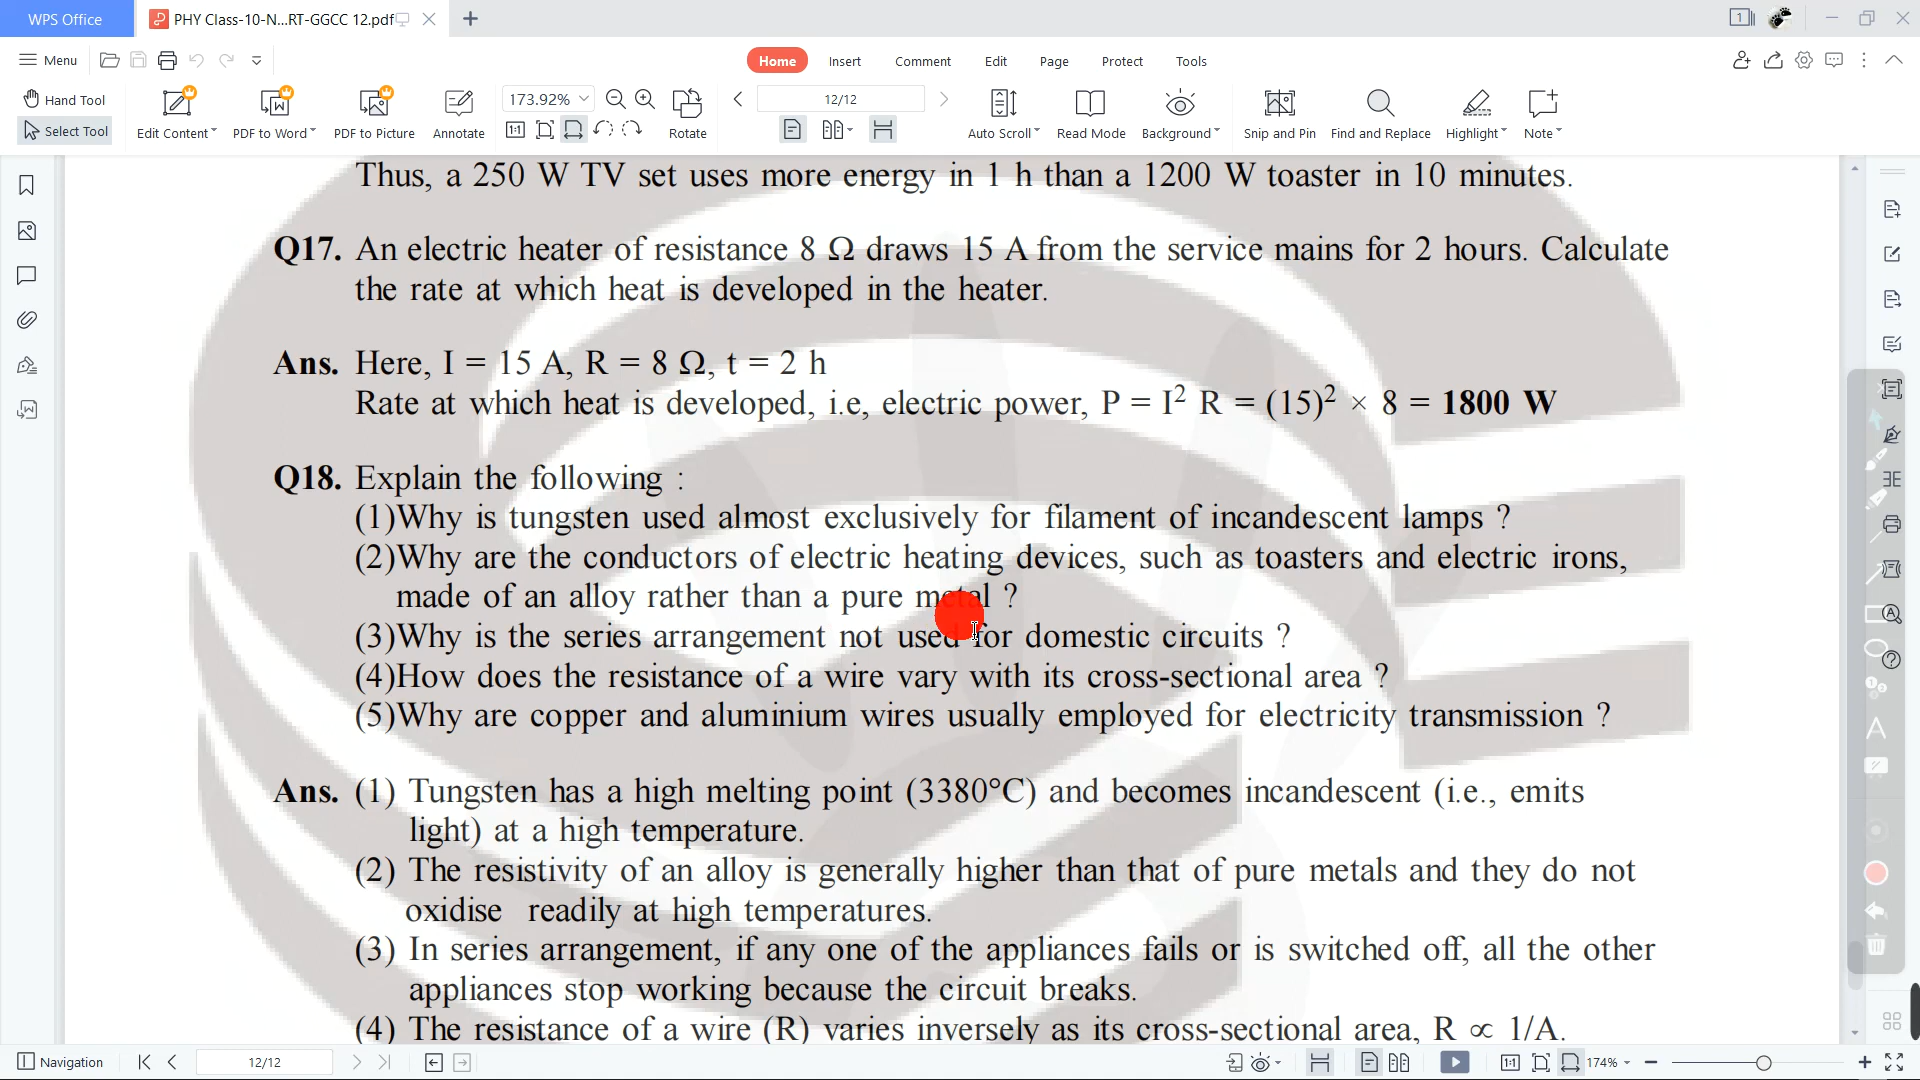 WPS Office
PHY Class-10-N...RT-GGCC 12.pdf
1
Menu
Home
Insert
Comment
Edit
Page
Protect
Tools
Hand Tool
Select Tool
Edit Content
PDF to Word
PDF to Picture
Annotate
173.92%
1:1
Rotate
12/12
Auto Scroll
Read Mode
Background
Snip and Pin
Find and Replace
Highlight
Note
Thus, a 250 W TV set uses more energy in 1 h than a 1200 W toaster in 10 minutes.
Q17. An electric heater of resistance 8 Ω draws 15 A from the service mains for 2 hours. Calculate
the rate at which heat is developed in the heater.
Ans. Here, I = 15 A, R = 8 Ω, t = 2 h
Rate at which heat is developed, i.e, electric power, P = I² R = (15)² × 8 = 1800 W
Q18. Explain the following :
(1)Why is tungsten used almost exclusively for filament of incandescent lamps ?
(2)Why are the conductors of electric heating devices, such as toasters and electric irons,
made of an alloy rather than a pure metal ?
(3)Why is the series arrangement not used for domestic circuits ?
(4)How does the resistance of a wire vary with its cross-sectional area ?
(5)Why are copper and aluminium wires usually employed for electricity transmission ?
Ans. (1) Tungsten has a high melting point (3380°C) and becomes incandescent (i.e., emits
light) at a high temperature.
(2) The resistivity of an alloy is generally higher than that of pure metals and they do not
oxidise readily at high temperatures.
(3) In series arrangement, if any one of the appliances fails or is switched off, all the other
appliances stop working because the circuit breaks.
(4) The resistance of a wire (R) varies inversely as its cross-sectional area, R ∝ 1/A.
Navigation
12/12
1:1
174%